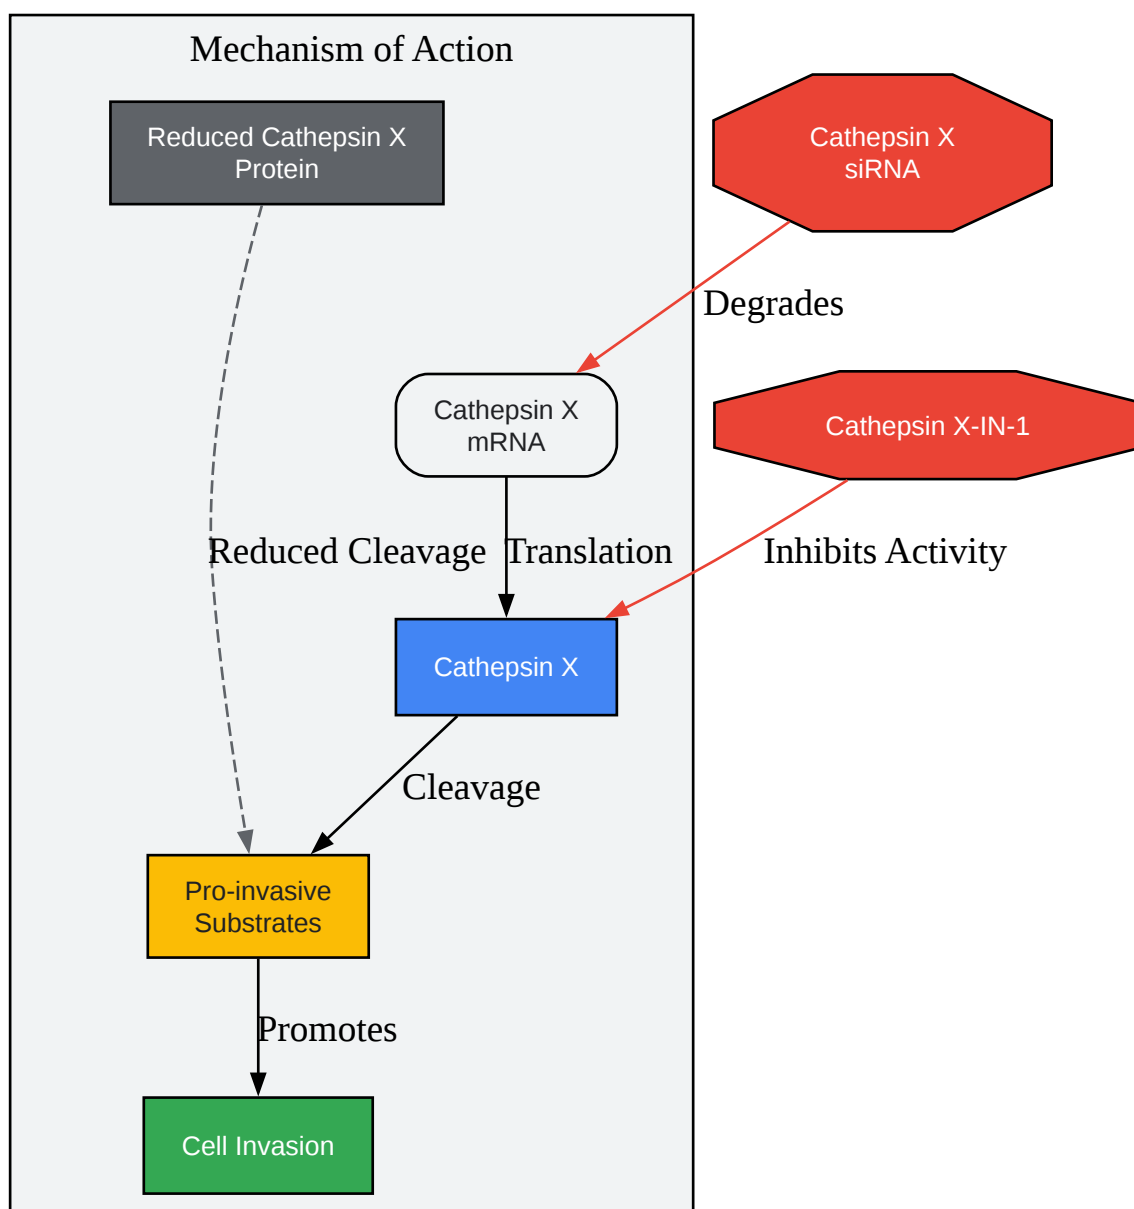 Mechanism of Action
Reduced Cathepsin X
Protein
Cathepsin X
siRNA
Degrades
Cathepsin X
mRNA
Cathepsin X-IN-1
Reduced Cleavage
Translation
Inhibits Activity
Cathepsin X
Cleavage
Pro-invasive
Substrates
Promotes
Cell Invasion